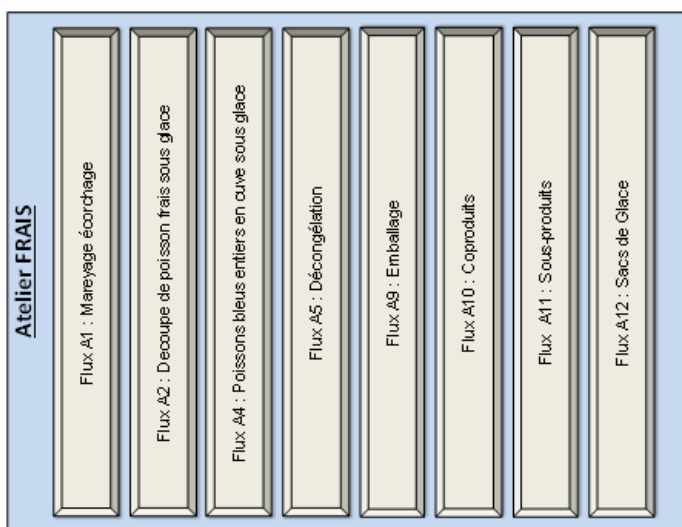 Atelier FRAIS
Flux A1 : Mareyage écorchage
Flux A2 : Decoupe de poisson frais sous glace
Flux A4 : Poissons bleus entiers en cuve sous glace
Flux A5 : Décongélation
Flux A9 : Emballage
Flux A10 : Coproduits
Flux A11 : Sous-produits
Flux A12 : Sacs de Glace